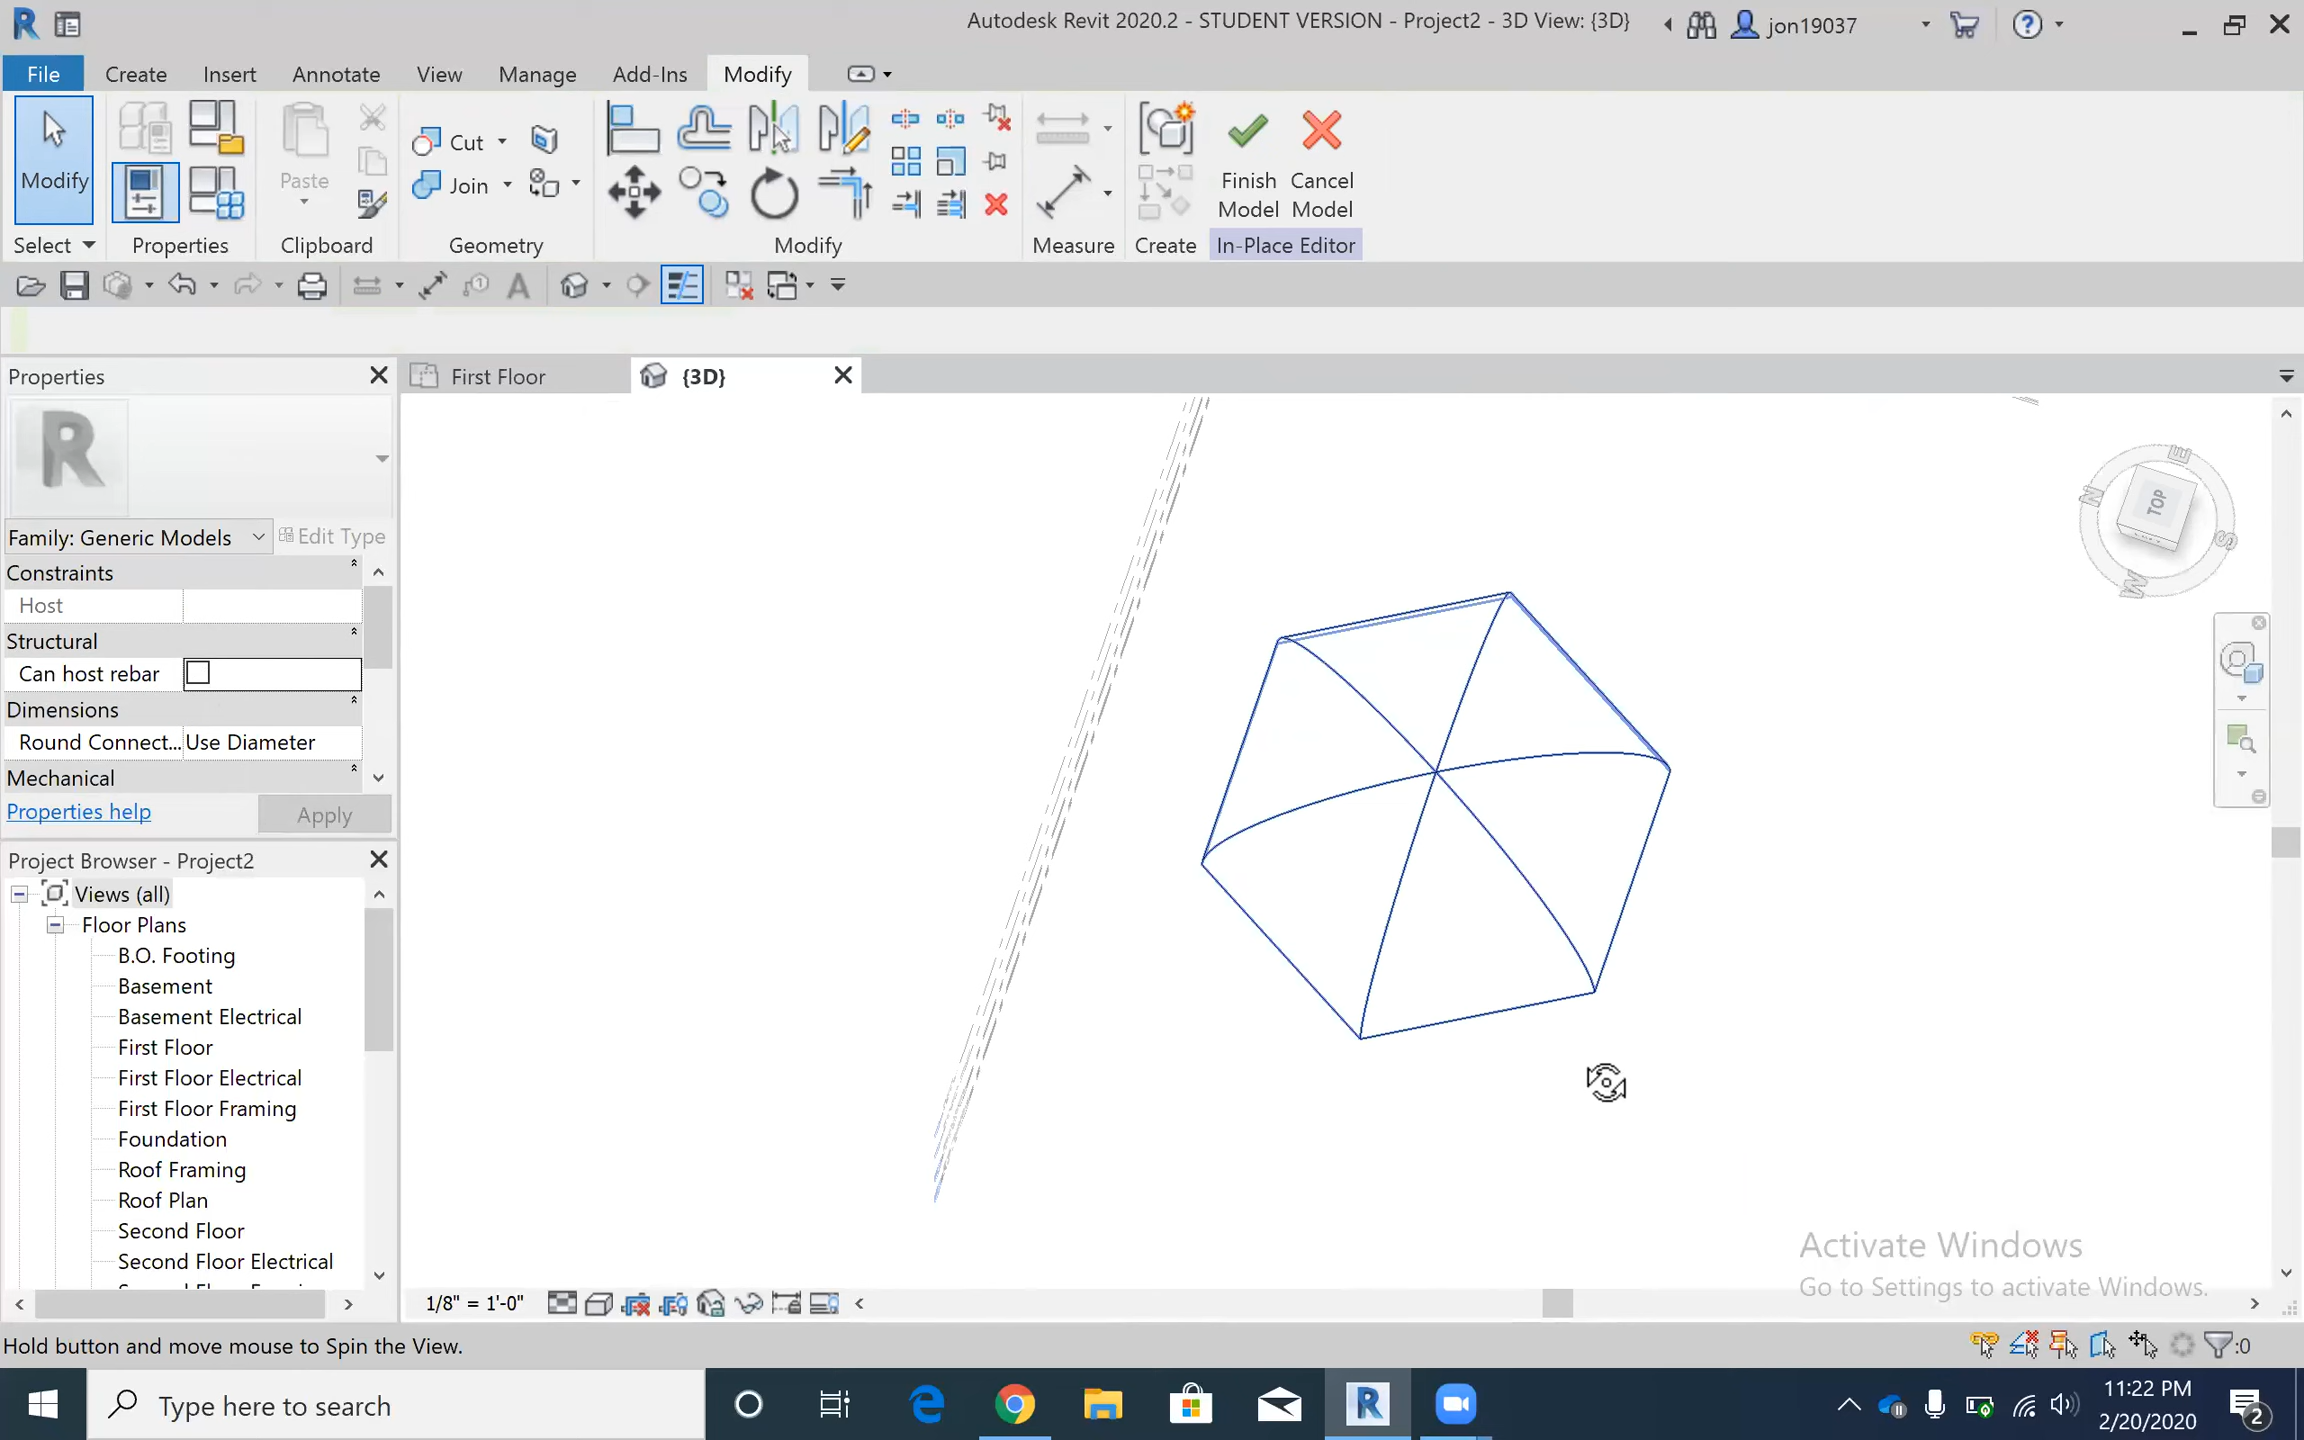 Autodesk Revit 2020.2 - STUDENT VERSION - Project2 - 3D View: {3D}
jon19037
File Create Insert Annotate View Manage Add-Ins Modify
Modify
Paste
Cut
Join
Finish Model
Cancel Model
Select Properties Clipboard Geometry Modify Measure Create In-Place Editor
Properties
First Floor
{3D}
Family: Generic Models
Edit Type
Constraints
Host
Structural
Can host rebar
Dimensions
Round Connect... Use Diameter
Mechanical
Properties help
Apply
Project Browser - Project2
Views (all)
Floor Plans
B.O. Footing
Basement
Basement Electrical
First Floor
First Floor Electrical
First Floor Framing
Foundation
Roof Framing
Roof Plan
Second Floor
Second Floor Electrical
TOP
N
E
S
W
Activate Windows
Go to Settings to activate Windows.
1/8" = 1'-0"
Hold button and move mouse to Spin the View.
:0
Type here to search
11:22 PM
2/20/2020
2